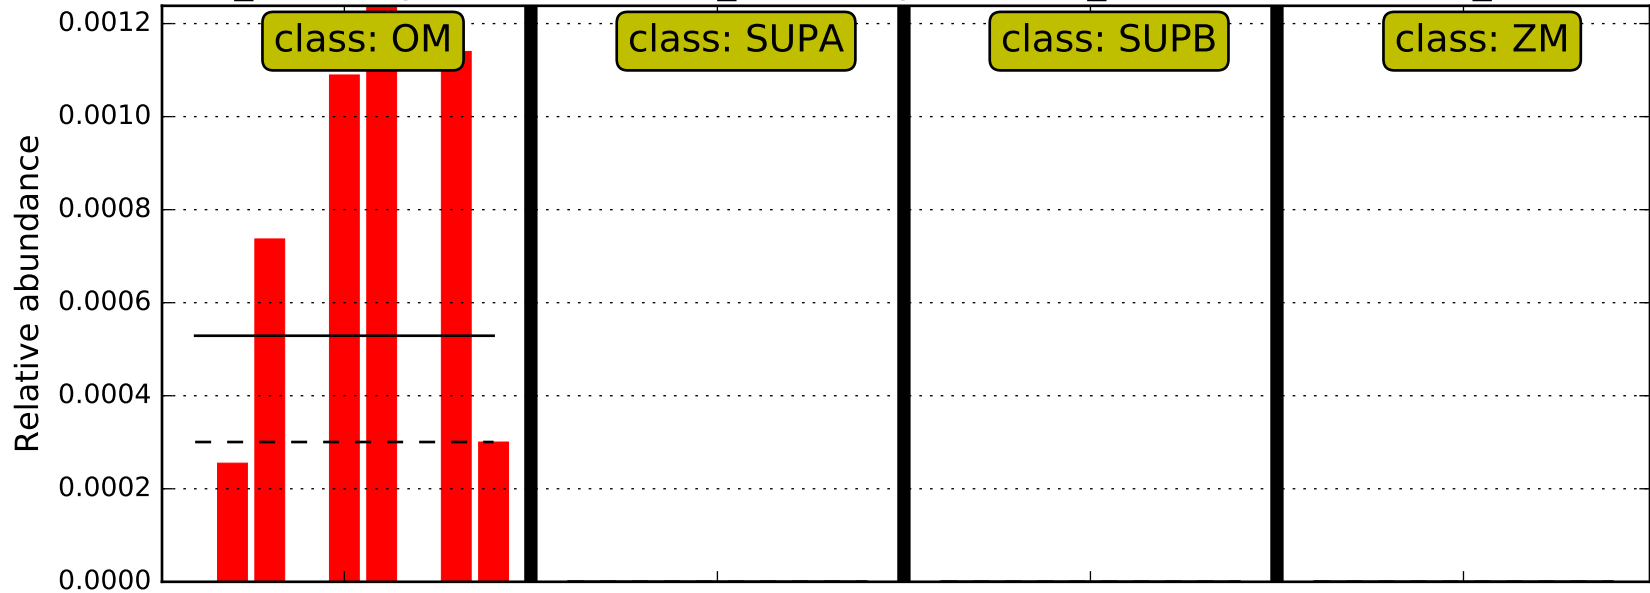 class: OM
class: SUPA
class: SUPB
class: ZM
Relative abundance
0.0012
0.0010
0.0008
0.0006
0.0004
0.0002
0.0000